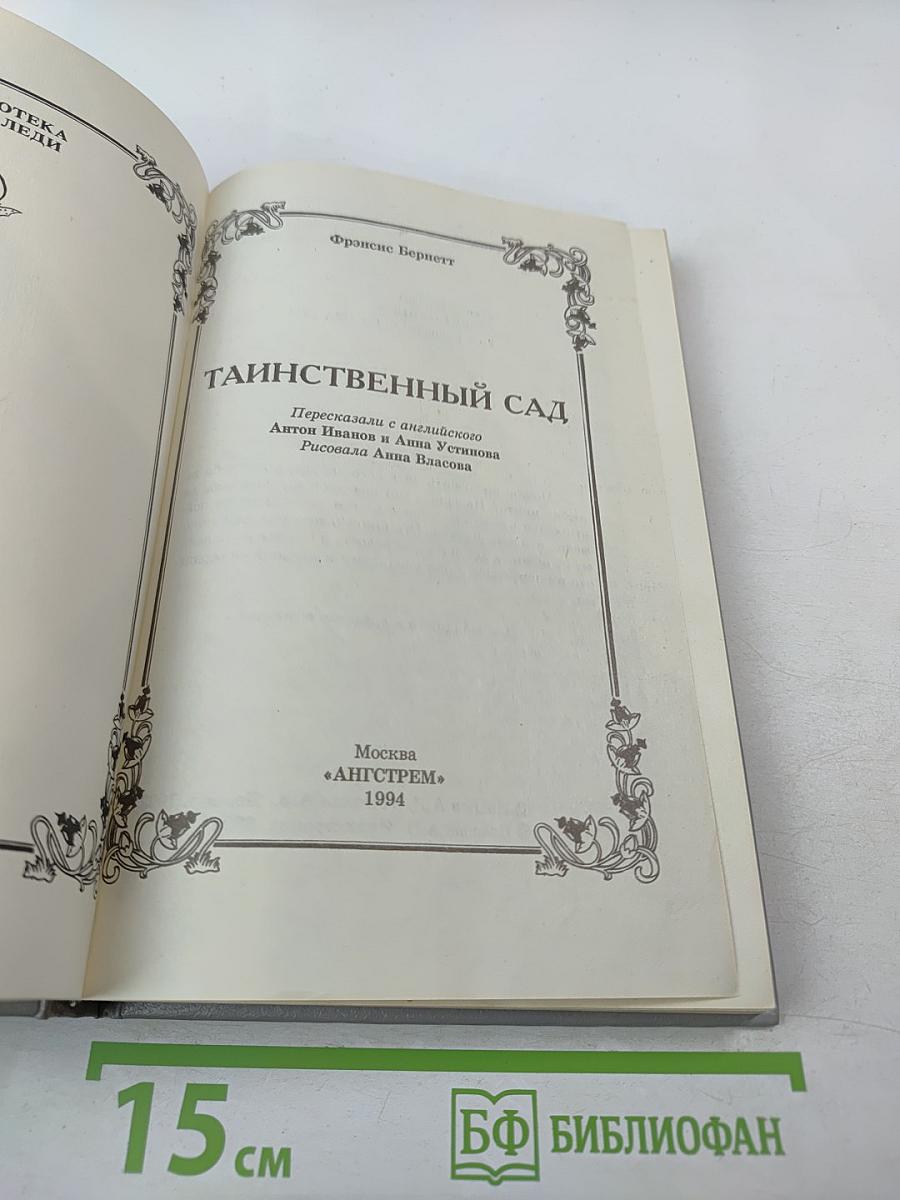 ОТЕКА
ЛЕДИ
Фрэнсис Бернетт
ТАИНСТВЕННЫЙ САД
Пересказали с английского
Антон Иванов и Анна Устинова
Рисовала Анна Власова
Москва
«АНГСТРЕМ»
1994
15 см
БФ БИБЛИОФАН